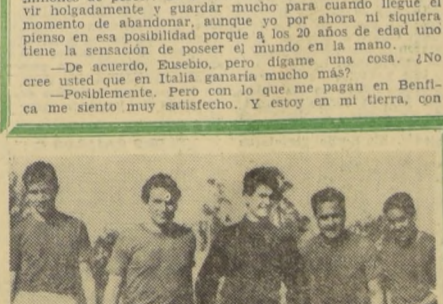 vir holgadamente y guardar mucho para cuando llegue el
momento de abandonar, aunque yo por ahora ni siquiera
pienso en esa posibilidad porque a los 20 años de edad uno
tiene la sensación de poseer el mundo en la mano.
—De acuerdo, Eusebio, pero dígame una cosa. ¿No
cree usted que en Italia ganaría mucho más?
—Posiblemente. Pero con lo que me pagan en Benfi-
ca me siento muy satisfecho. Y estoy en mi tierra, con